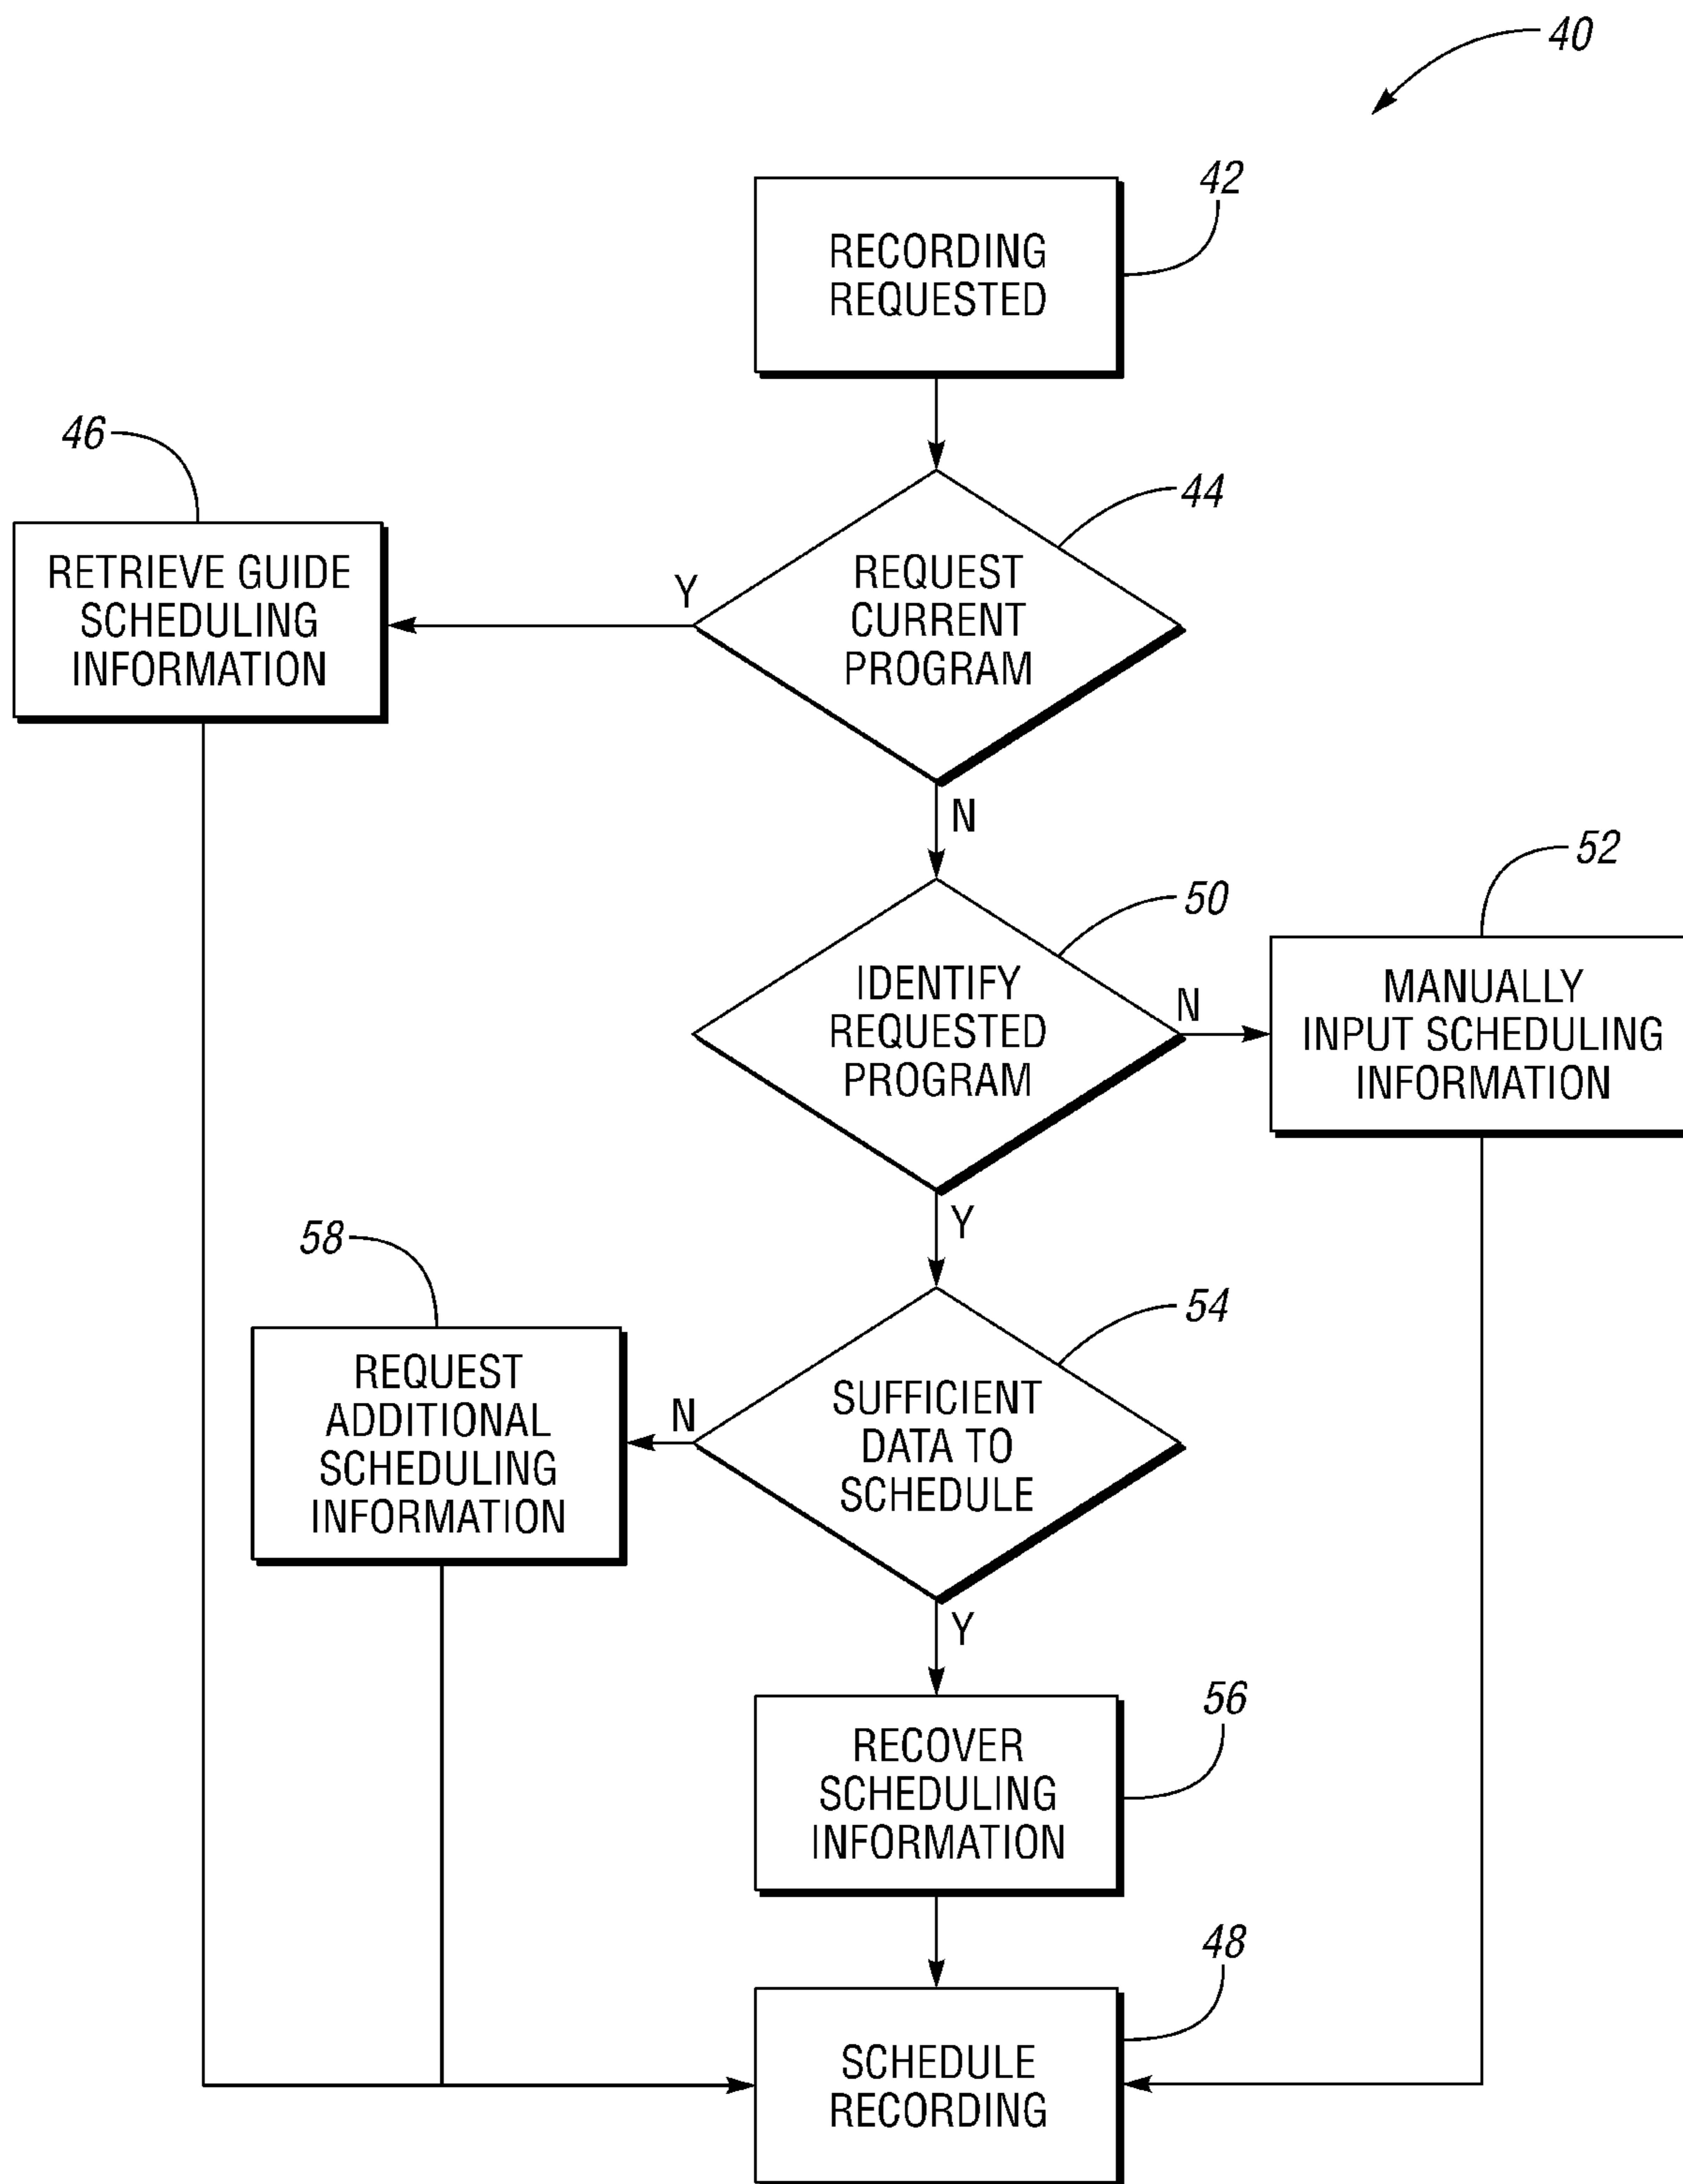 40
42
RECORDING
REQUESTED
46
44
RETRIEVE GUIDE
SCHEDULING
INFORMATION
Y
REQUEST
CURRENT
PROGRAM
N
52
50
IDENTIFY
REQUESTED
PROGRAM
N
MANUALLY
INPUT SCHEDULING
INFORMATION
Y
58
54
REQUEST
ADDITIONAL
SCHEDULING
INFORMATION
N
SUFFICIENT
DATA TO
SCHEDULE
Y
56
RECOVER
SCHEDULING
INFORMATION
48
SCHEDULE
RECORDING